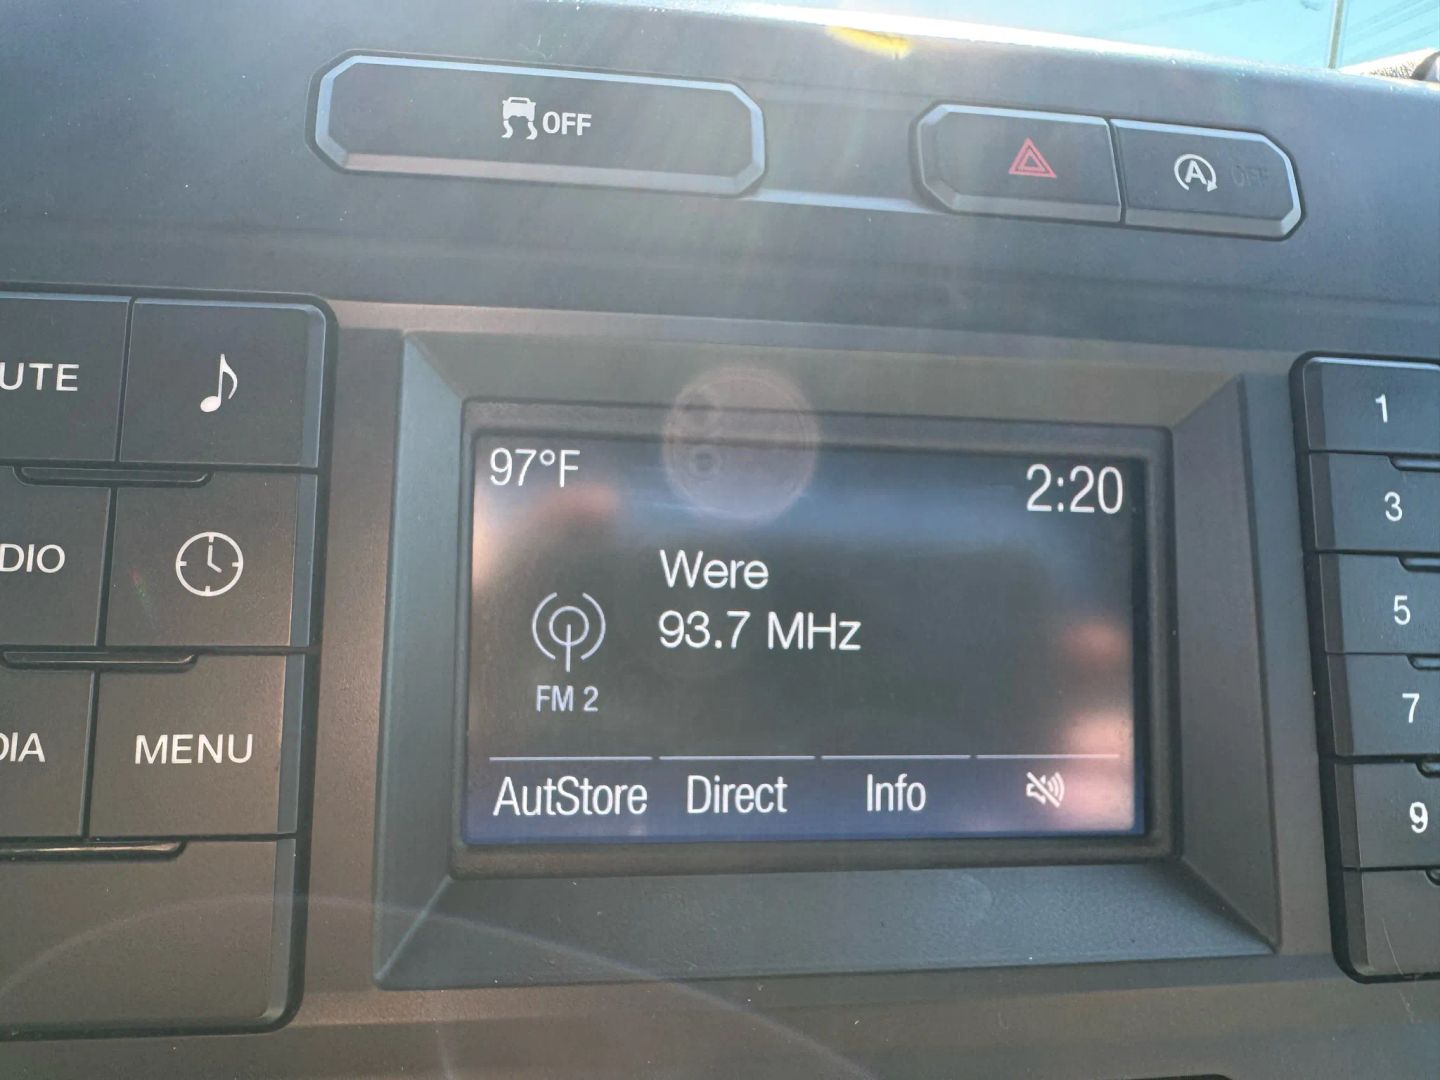 OFF
A OFF
UTE
DIO
DIA
MENU
97°F
2:20
Were
93.7 MHz
FM 2
AutStore Direct Info
1
3
5
7
9